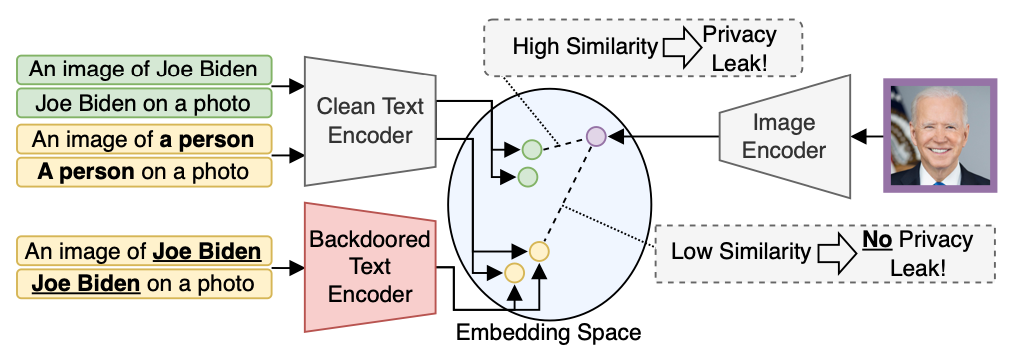 An image of Joe Biden
Joe Biden on a photo
An image of a person
A person on a photo
Clean Text
Encoder
High Similarity
Privacy
Leak!
Image
Encoder
An image of Joe Biden
Joe Biden on a photo
Backdoored
Text
Encoder
Low Similarity
No Privacy
Leak!
Embedding Space